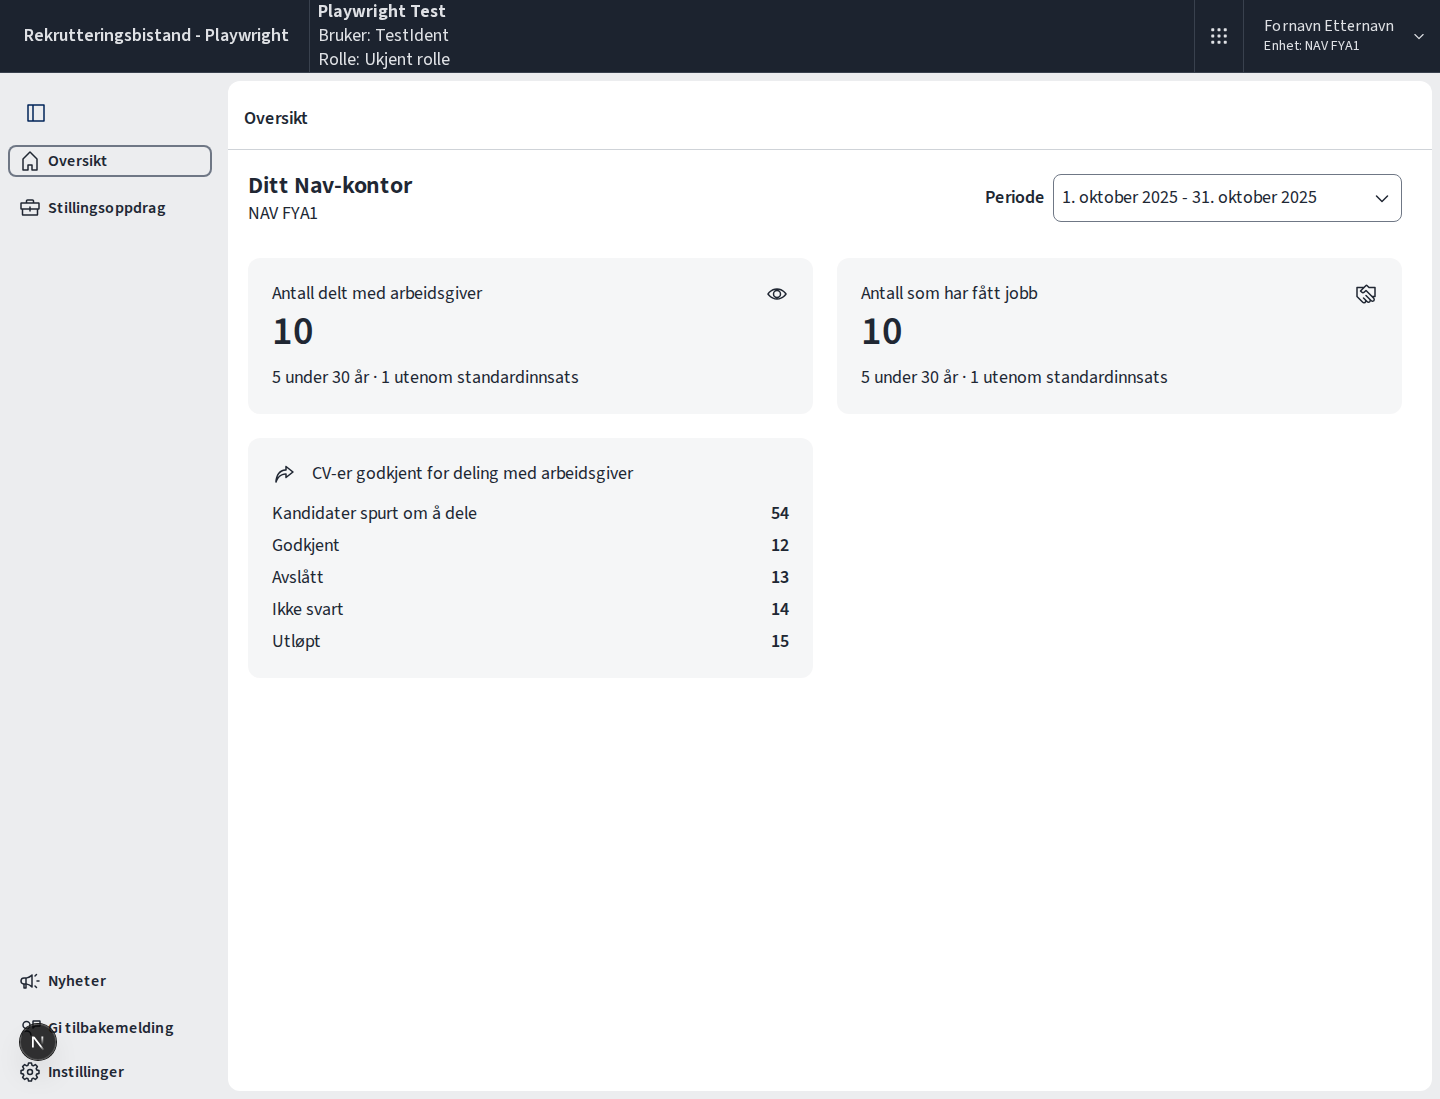 Rekrutteringsbistand - Playwright
Playwright Test
Bruker: TestIdent
Rolle: Ukjent rolle
Fornavn Etternavn
Enhet: NAV FYA1
Oversikt
Stillingsoppdrag
Nyheter
Gi tilbakemelding
N
Instillinger
Oversikt
Ditt Nav-kontor
NAV FYA1
Periode
1. oktober 2025 - 31. oktober 2025
Antall delt med arbeidsgiver
10
5 under 30 år · 1 utenom standardinnsats
Antall som har fått jobb
10
5 under 30 år · 1 utenom standardinnsats
CV-er godkjent for deling med arbeidsgiver
Kandidater spurt om å dele 54
Godkjent 12
Avslått 13
Ikke svart 14
Utløpt 15